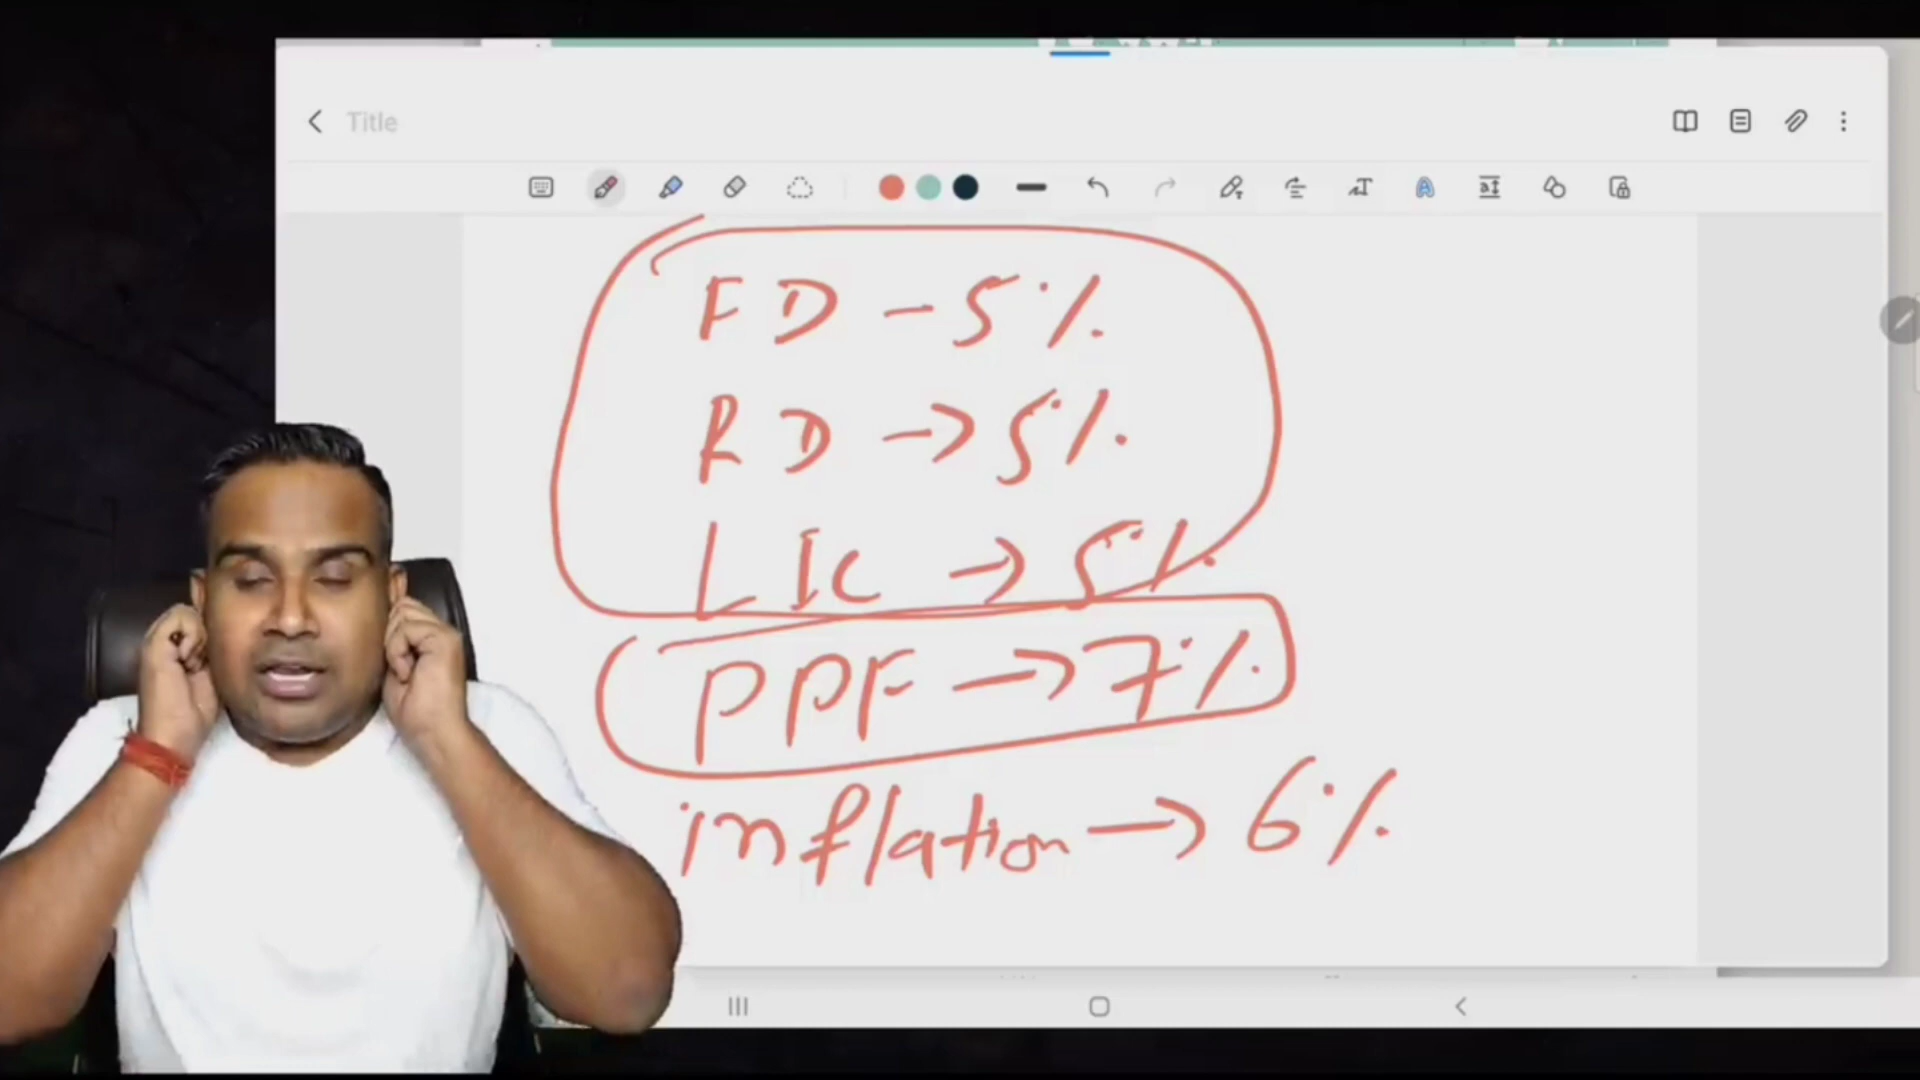 Title
FD - 5%
RD → 5%
LIC → 5%
PPF → 7%
inflation → 6%